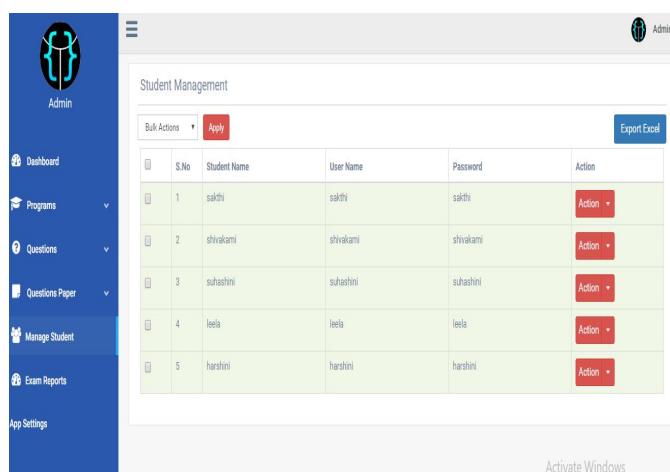 Admin
Admin
Dashboard
Programs
Questions
Questions Paper
Manage Student
Exam Reports
App Settings
Student Management
Bulk Actions
Apply
Export Excel
S.No Student Name User Name Password Action
1 sakthi sakthi sakthi Action
2 shivakami shivakami shivakami Action
3 suhashini suhashini suhashini Action
4 leela leela leela Action
5 harshini harshini harshini Action
Activate Windows